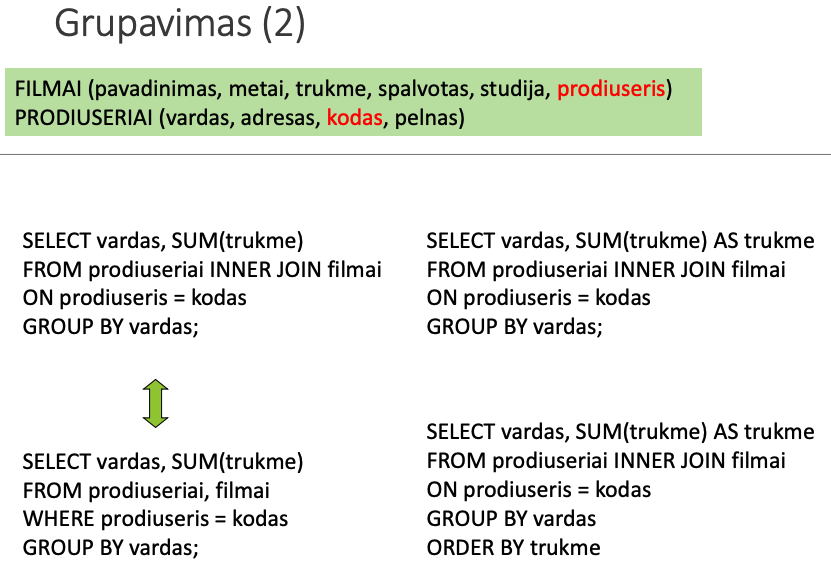 Grupavimas (2)
FILMAI (pavadinimas, metai, trukme, spalvotas, studija, prodiuseris)
PRODIUSERIAI (vardas, adresas, kodas, pelnas)
SELECT vardas, SUM(trukme)
FROM prodiuseriai INNER JOIN filmai
ON prodiuseris = kodas
GROUP BY vardas;
SELECT vardas, SUM(trukme)
FROM prodiuseriai, filmai
WHERE prodiuseris = kodas
GROUP BY vardas;
SELECT vardas, SUM(trukme) AS trukme
FROM prodiuseriai INNER JOIN filmai
ON prodiuseris = kodas
GROUP BY vardas;
SELECT vardas, SUM(trukme) AS trukme
FROM prodiuseriai INNER JOIN filmai
ON prodiuseris = kodas
GROUP BY vardas
ORDER BY trukme